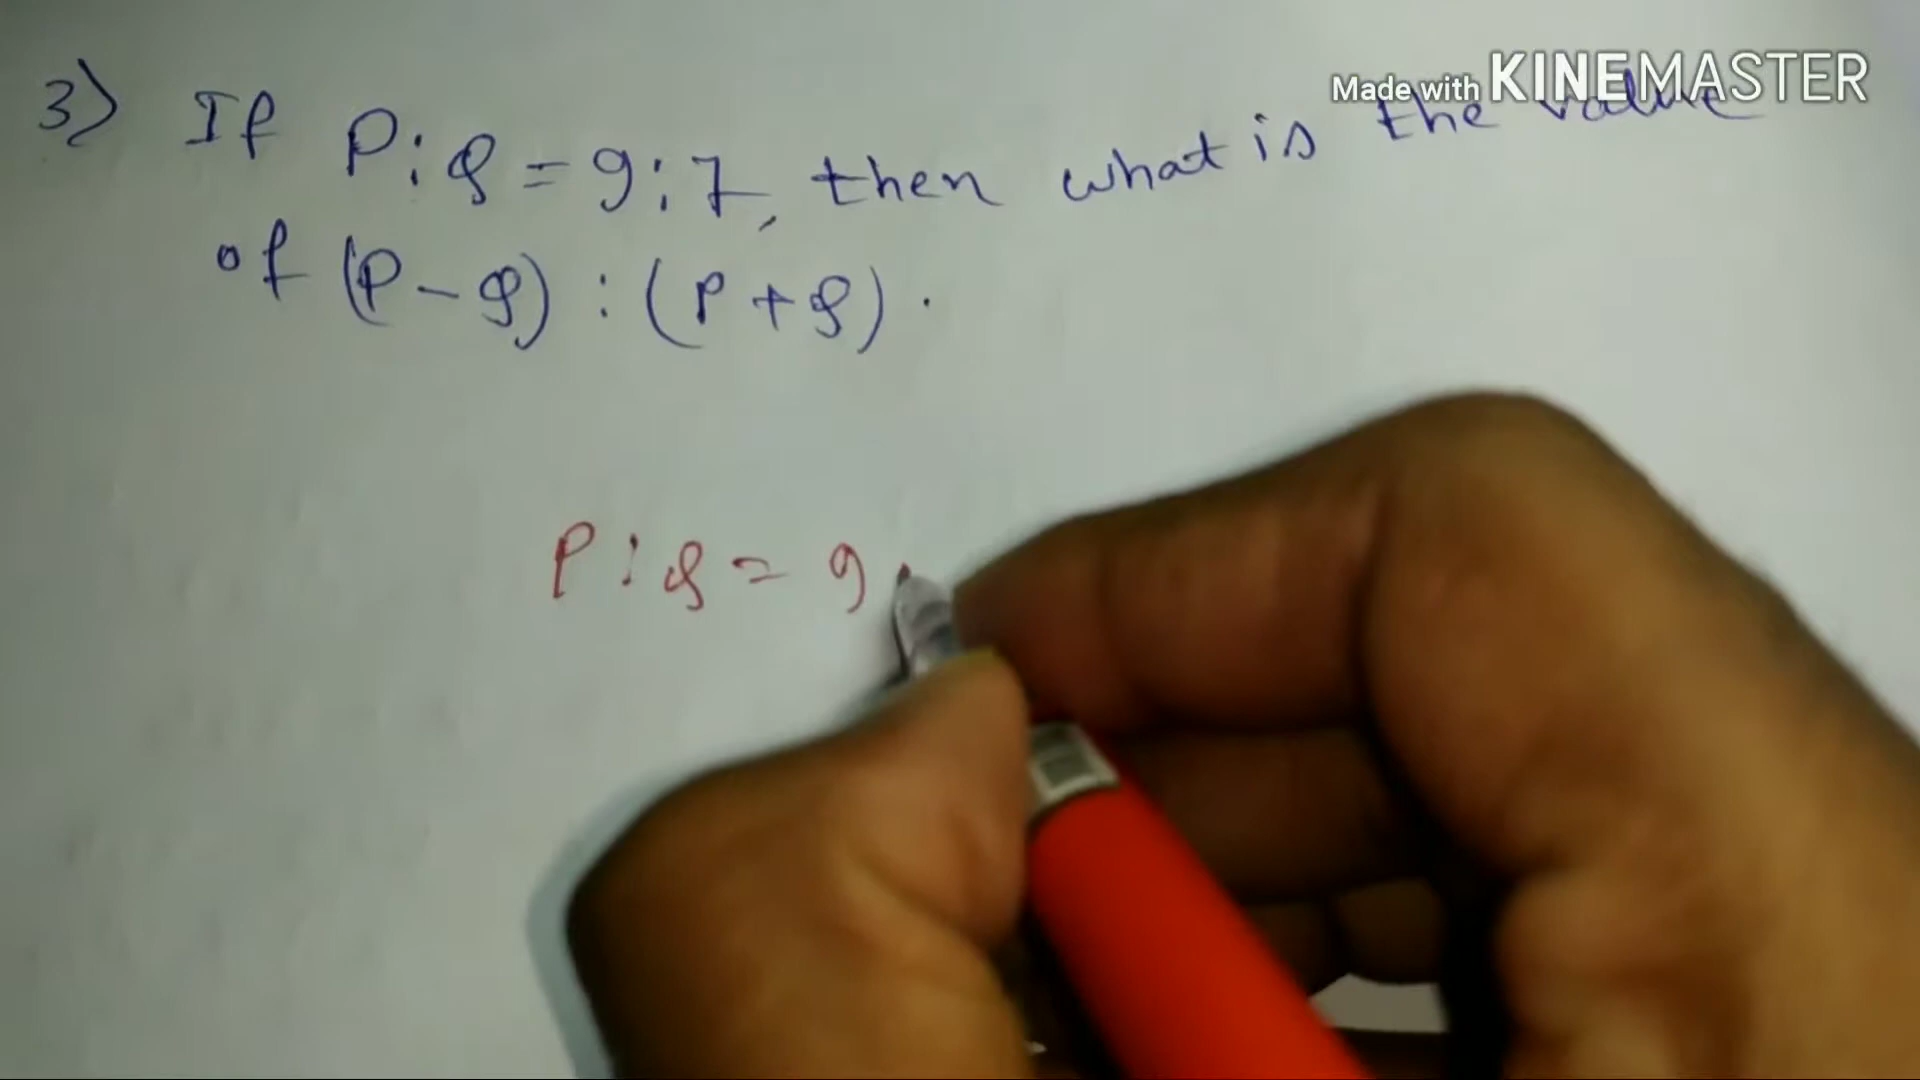 Made with KINEMASTER
3) If P:Q = 9:7, then what is the value
of (P-Q) : (P+Q).
P:Q = 9